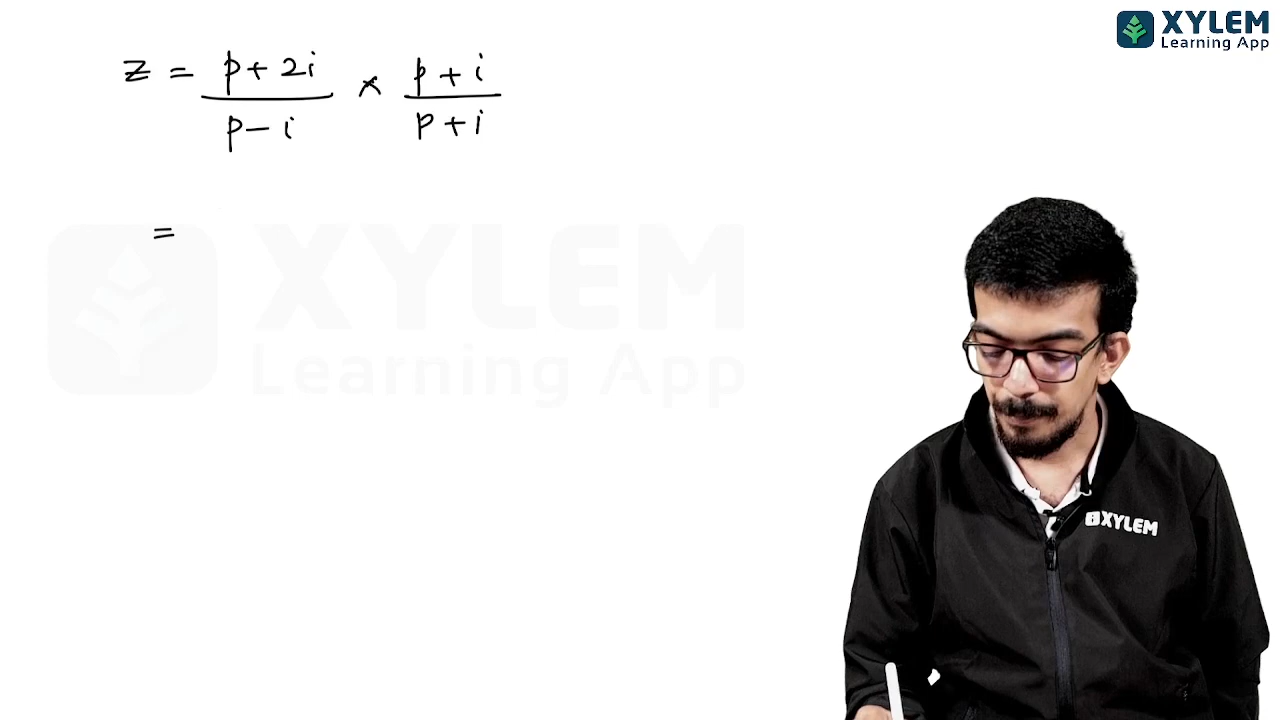 XYLEM
Learning App
z = p + 2i / p - i × p + i / p + i
=
XYLEM
Learning App
XYLEM